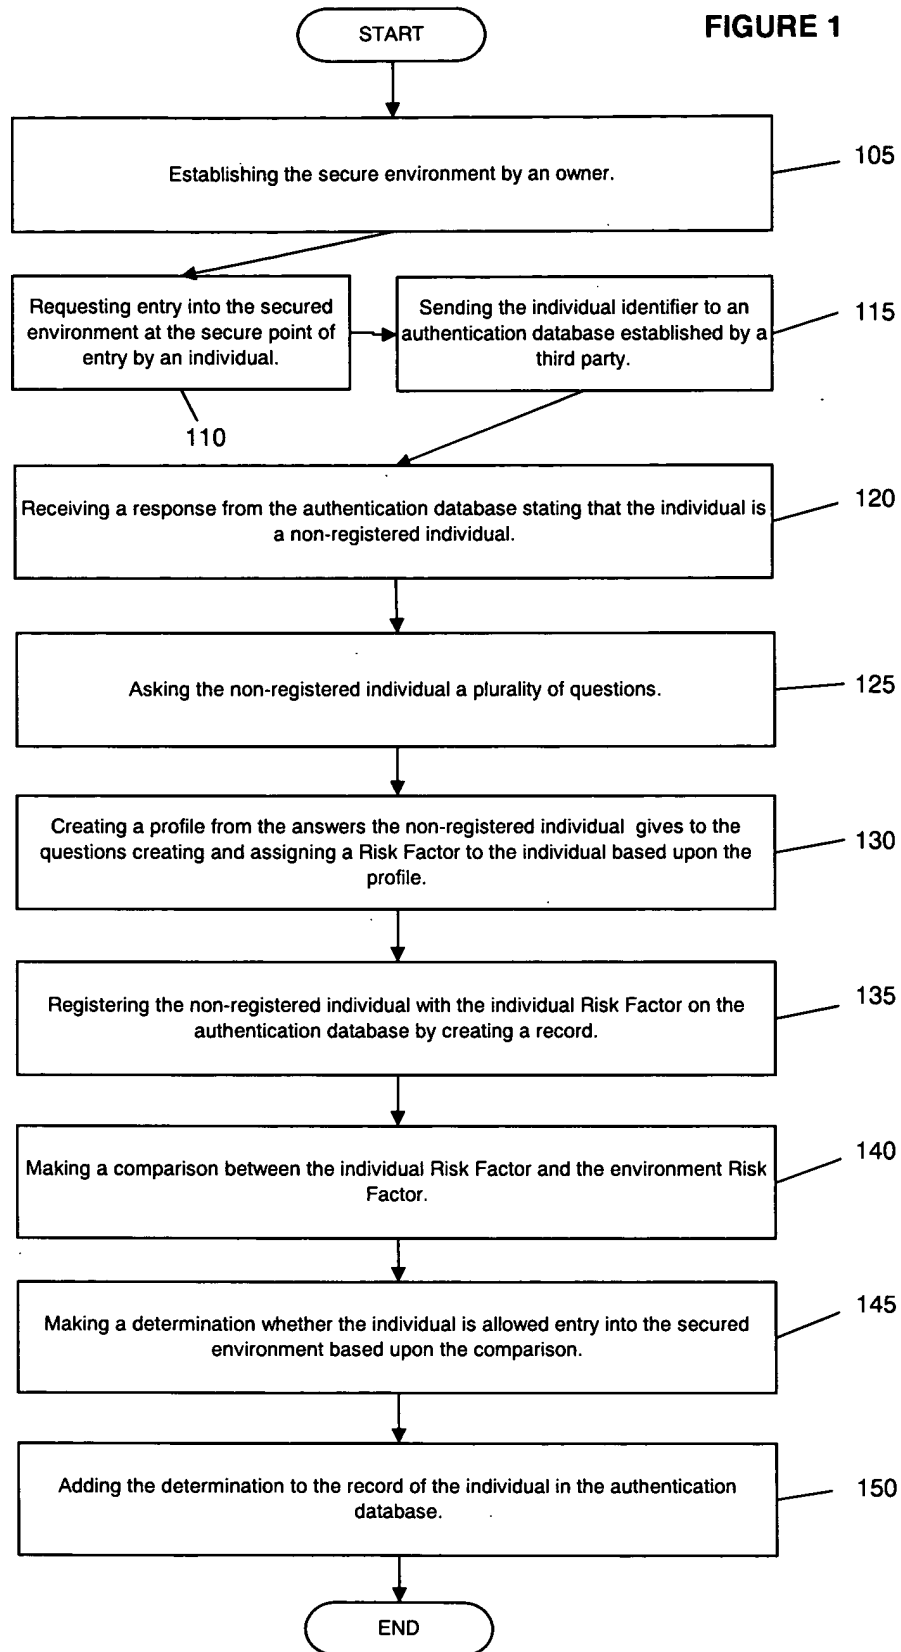 START
FIGURE 1
Establishing the secure environment by an owner.
105
Requesting entry into the secured
environment at the secure point of
entry by an individual.
110
Sending the individual identifier to an
authentication database established by a
third party.
115
Receiving a response from the authentication database stating that the individual is
a non-registered individual.
120
Asking the non-registered individual a plurality of questions.
125
Creating a profile from the answers the non-registered individual gives to the
questions creating and assigning a Risk Factor to the individual based upon the
profile.
130
Registering the non-registered individual with the individual Risk Factor on the
authentication database by creating a record.
135
Making a comparison between the individual Risk Factor and the environment Risk
Factor.
140
Making a determination whether the individual is allowed entry into the secured
environment based upon the comparison.
145
Adding the determination to the record of the individual in the authentication
database.
150
END